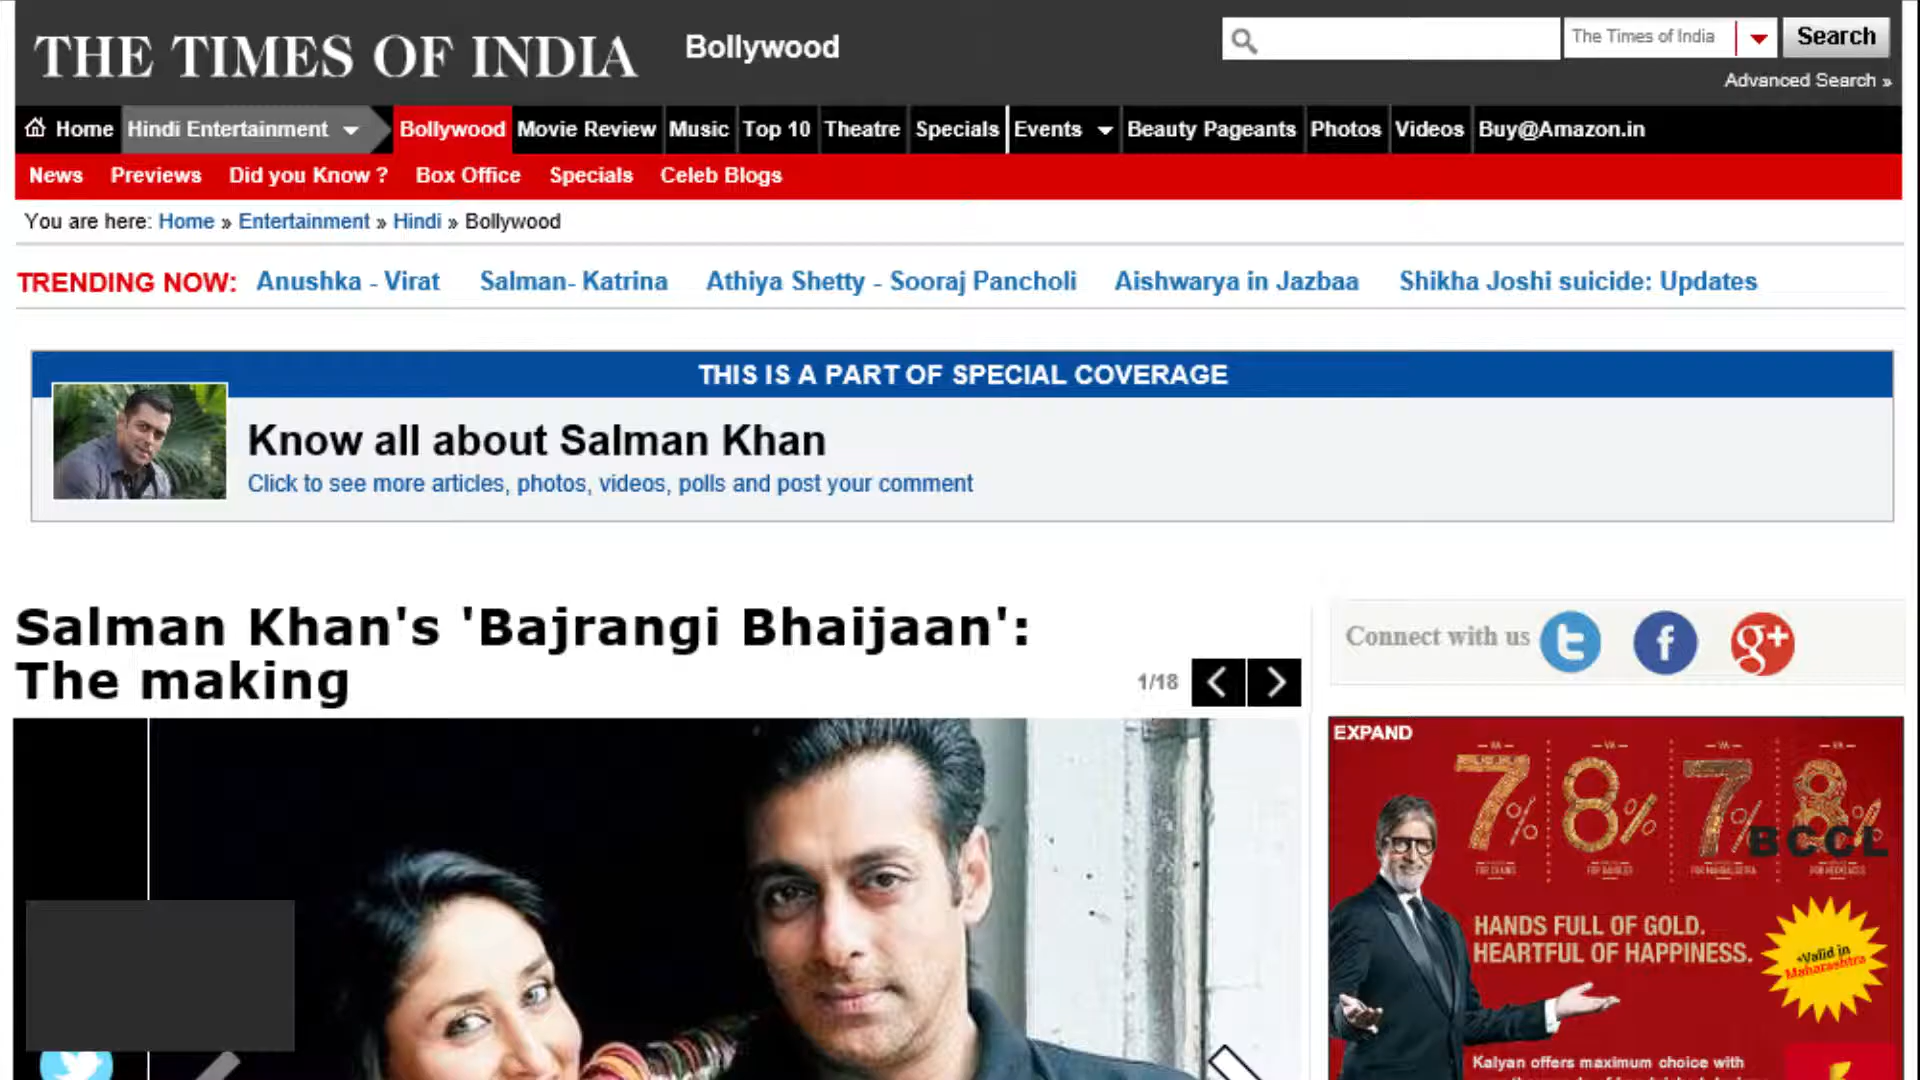 THE TIMES OF INDIA
Bollywood
The Times of India
Search
Advanced Search »
Home Hindi Entertainment Bollywood Movie Review Music Top 10 Theatre Specials Events Beauty Pageants Photos Videos Buy@Amazon.in
News Previews Did you Know ? Box Office Specials Celeb Blogs
You are here: Home » Entertainment » Hindi » Bollywood
TRENDING NOW: Anushka - Virat Salman- Katrina Athiya Shetty - Sooraj Pancholi Aishwarya in Jazbaa Shikha Joshi suicide: Updates
THIS IS A PART OF SPECIAL COVERAGE
Know all about Salman Khan
Click to see more articles, photos, videos, polls and post your comment
Salman Khan's 'Bajrangi Bhaijaan':
The making
1/18
Connect with us
EXPAND
7% 8% 7% 8%
BCCL
HANDS FULL OF GOLD.
HEARTFUL OF HAPPINESS.
*Valid in
Maharashtra
Kalyan offers maximum choice with